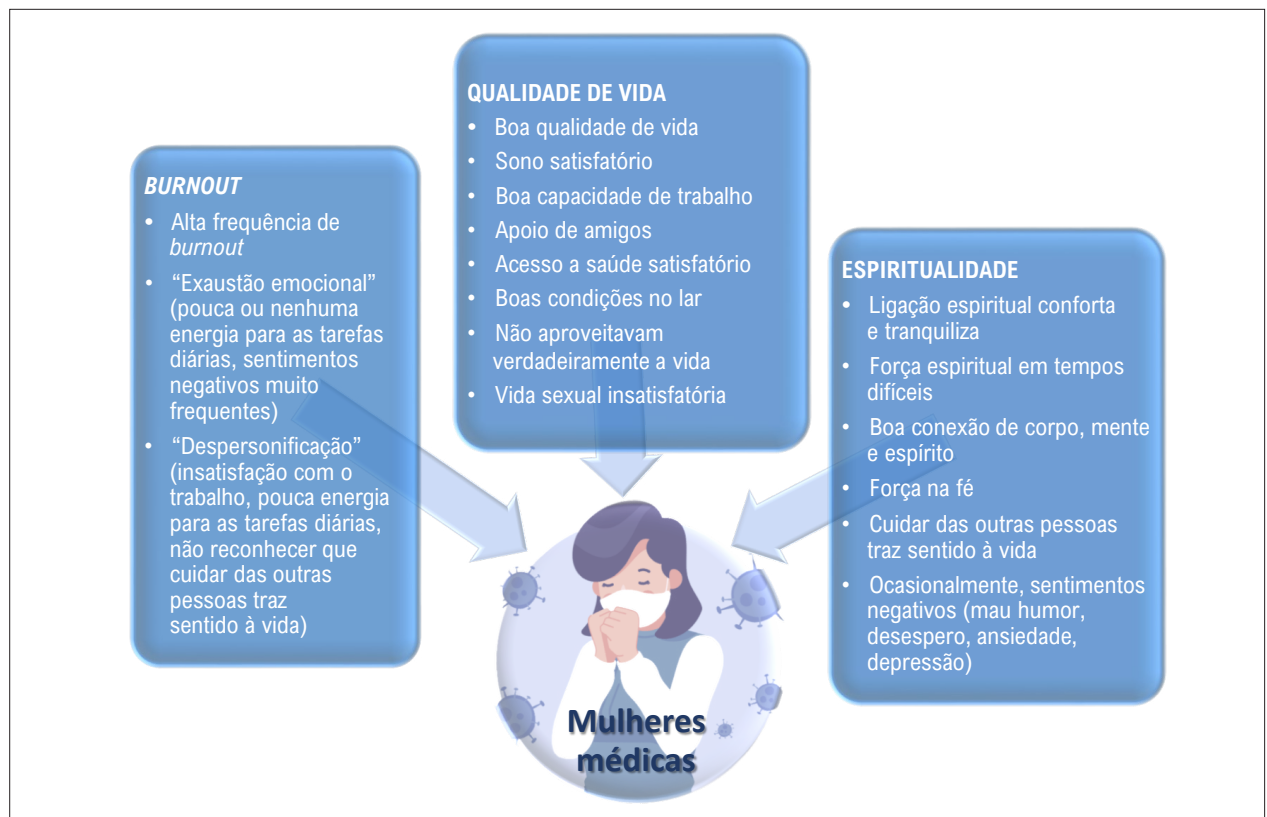 BURNOUT
• Alta frequência de
burnout
• “Exaustão emocional”
(pouca ou nenhuma
energia para as tarefas
diárias, sentimentos
negativos muito
frequentes)
• “Despersonificação”
(insatisfação com o
trabalho, pouca energia
para as tarefas diárias,
não reconhecer que
cuidar das outras
pessoas traz
sentido à vida)
QUALIDADE DE VIDA
• Boa qualidade de vida
• Sono satisfatório
• Boa capacidade de trabalho
• Apoio de amigos
• Acesso a saúde satisfatório
• Boas condições no lar
• Não aproveitavam
verdadeiramente a vida
• Vida sexual insatisfatória
ESPIRITUALIDADE
• Ligação espiritual conforta
e tranquiliza
• Força espiritual em tempos
difíceis
• Boa conexão de corpo, mente
e espírito
• Força na fé
• Cuidar das outras pessoas
traz sentido à vida
• Ocasionalmente, sentimentos
negativos (mau humor,
desespero, ansiedade,
depressão)
Mulheres
médicas